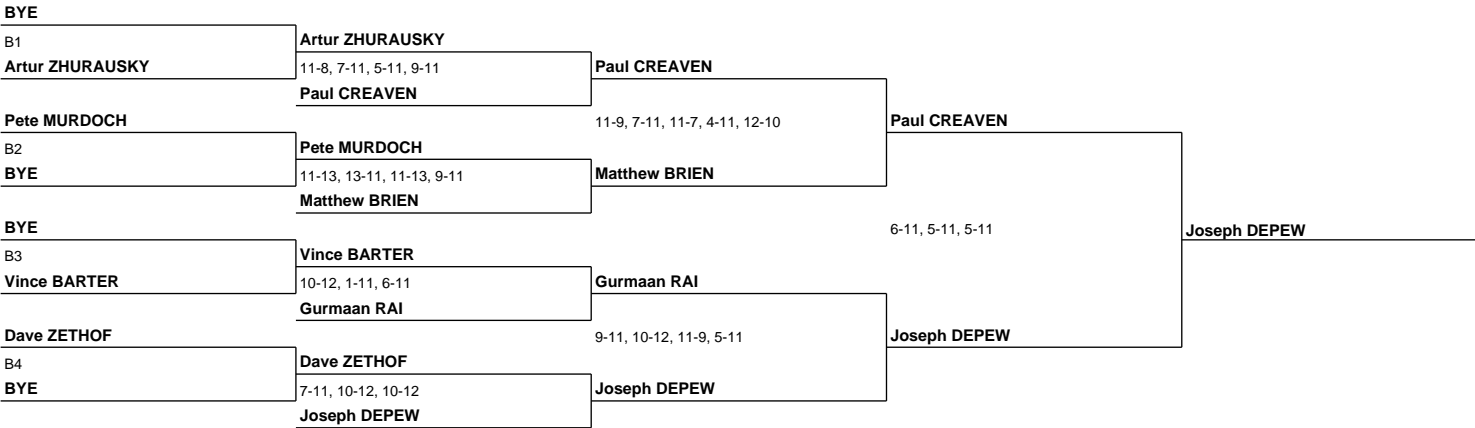 BYE
B1
Artur ZHURAUSKY
Pete MURDOCH
B2
BYE
BYE
B3
Vince BARTER
Dave ZETHOF
B4
BYE
Artur ZHURAUSKY
11-8, 7-11, 5-11, 9-11
Paul CREAVEN
Pete MURDOCH
11-13, 13-11, 11-13, 9-11
Matthew BRIEN
Vince BARTER
10-12, 1-11, 6-11
Gurmaan RAI
Dave ZETHOF
7-11, 10-12, 10-12
Joseph DEPEW
Paul CREAVEN
11-9, 7-11, 11-7, 4-11, 12-10
Matthew BRIEN
Gurmaan RAI
9-11, 10-12, 11-9, 5-11
Joseph DEPEW
Paul CREAVEN
6-11, 5-11, 5-11
Joseph DEPEW
Joseph DEPEW